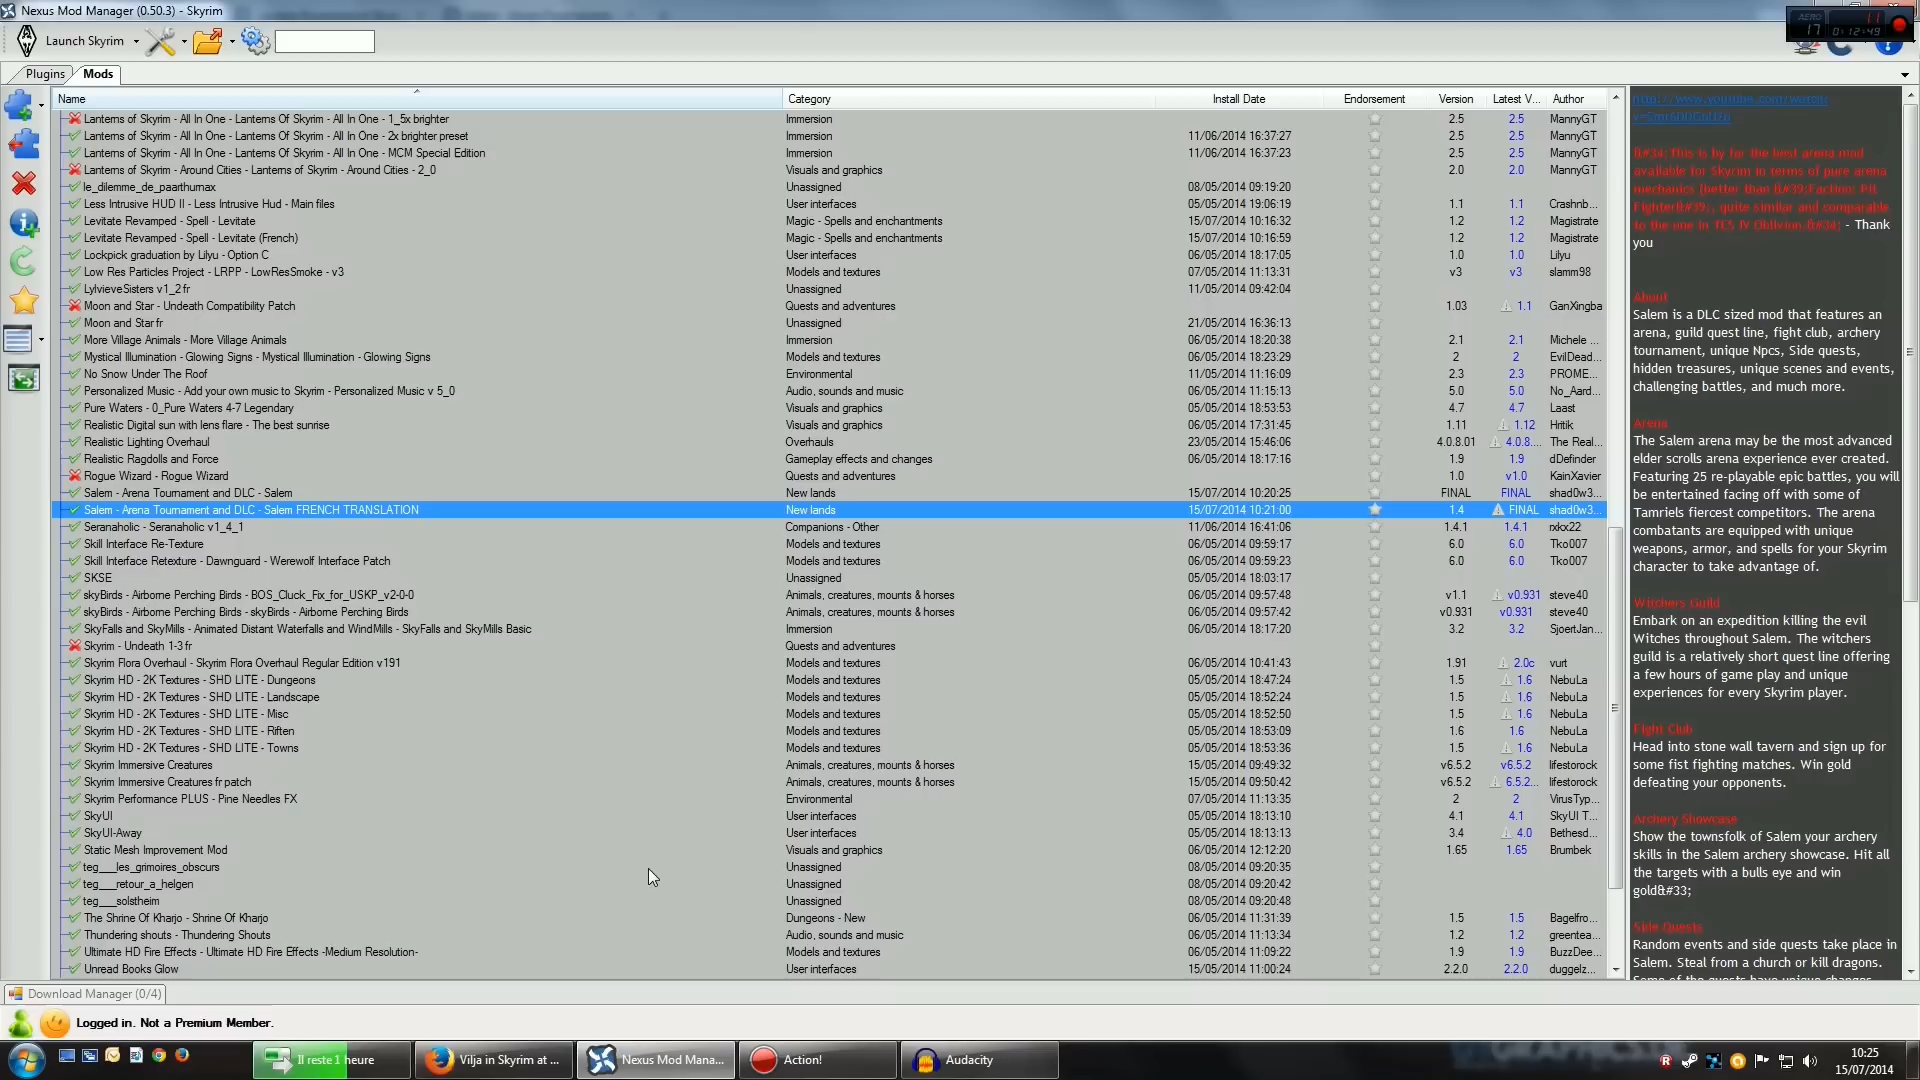 Nexus Mod Manager (0.50.3) - Skyrim
Launch Skyrim
AERO 17 11 0:12:49
Plugins Mods
Name Category Install Date Endorsement Version Latest V... Author
Lanterns of Skyrim - All In One - Lanterns Of Skyrim - All In One - 1_5x brighter Immersion 2.5 2.5 MannyGT
Lanterns of Skyrim - All In One - Lanterns Of Skyrim - All In One - 2x brighter preset Immersion 11/06/2014 16:37:27 2.5 2.5 MannyGT
Lanterns of Skyrim - All In One - Lanterns Of Skyrim - All In One - MCM Special Edition Immersion 11/06/2014 16:37:23 2.5 2.5 MannyGT
Lanterns of Skyrim - Around Cities - Lanterns of Skyrim - Around Cities - 2_0 Visuals and graphics 2.0 2.0 MannyGT
le_dilemme_de_paarthurnax Unassigned 08/05/2014 09:19:20
Less Intrusive HUD II - Less Intrusive Hud - Main files User interfaces 05/05/2014 19:06:19 1.1 1.1 Crashnb...
Levitate Revamped - Spell - Levitate Magic - Spells and enchantments 15/07/2014 10:16:32 1.2 1.2 Magistrate
Levitate Revamped - Spell - Levitate (French) Magic - Spells and enchantments 15/07/2014 10:16:59 1.2 1.2 Magistrate
Lockpick graduation by Lilyu - Option C User interfaces 06/05/2014 18:17:05 1.0 1.0 Lilyu
Low Res Particles Project - LRPP - LowResSmoke - v3 Models and textures 07/05/2014 11:13:31 v3 v3 slamm98
LylvieveSisters v1_2 fr Unassigned 11/05/2014 09:42:04
Moon and Star - Undeath Compatibility Patch Quests and adventures 1.03 1.1 GanXingba
Moon and Star fr Unassigned 21/05/2014 16:36:13
More Village Animals - More Village Animals Immersion 06/05/2014 18:20:38 2.1 2.1 Michele ...
Mystical Illumination - Glowing Signs - Mystical Illumination - Glowing Signs Models and textures 06/05/2014 18:23:29 2 2 EvilDead...
No Snow Under The Roof Environmental 11/05/2014 11:16:09 2.3 2.3 PROME...
Personalized Music - Add your own music to Skyrim - Personalized Music v 5_0 Audio, sounds and music 06/05/2014 11:15:13 5.0 5.0 No_Aard...
Pure Waters - 0_Pure Waters 4-7 Legendary Visuals and graphics 05/05/2014 18:53:53 4.7 4.7 Laast
Realistic Digital sun with lens flare - The best sunrise Visuals and graphics 06/05/2014 17:31:45 1.11 1.12 Hritik
Realistic Lighting Overhaul Overhauls 23/05/2014 15:46:06 4.0.8.01 4.0.8.... The Real...
Realistic Ragdolls and Force Gameplay effects and changes 06/05/2014 18:17:16 1.9 1.9 dDefinder
Rogue Wizard - Rogue Wizard Quests and adventures 1.0 v1.0 KainXavier
Salem - Arena Tournament and DLC - Salem New lands 15/07/2014 10:20:25 FINAL FINAL shad0w3...
Salem - Arena Tournament and DLC - Salem FRENCH TRANSLATION New lands 15/07/2014 10:21:00 1.4 FINAL shad0w3...
Seranaholic - Seranaholic v1_4_1 Companions - Other 11/06/2014 16:41:06 1.4.1 1.4.1 rxkx22
Skill Interface Re-Texture Models and textures 06/05/2014 09:59:17 6.0 6.0 Tko007
Skill Interface Retexture - Dawnguard - Werewolf Interface Patch Models and textures 06/05/2014 09:59:23 6.0 6.0 Tko007
SKSE Unassigned 05/05/2014 18:03:17
skyBirds - Airborne Perching Birds - BOS_Cluck_Fix_for_USKP_v2-0-0 Animals, creatures, mounts & horses 06/05/2014 09:57:48 v1.1 v0.931 steve40
skyBirds - Airborne Perching Birds - skyBirds - Airborne Perching Birds Animals, creatures, mounts & horses 06/05/2014 09:57:42 v0.931 v0.931 steve40
SkyFalls and SkyMills - Animated Distant Waterfalls and WindMills - SkyFalls and SkyMills Basic Immersion 06/05/2014 18:17:20 3.2 3.2 SjoertJan...
Skyrim - Undeath 1-3 fr Quests and adventures
Skyrim Flora Overhaul - Skyrim Flora Overhaul Regular Edition v191 Models and textures 06/05/2014 10:41:43 1.91 2.0c vurt
Skyrim HD - 2K Textures - SHD LITE - Dungeons Models and textures 05/05/2014 18:47:24 1.5 1.6 NebuLa
Skyrim HD - 2K Textures - SHD LITE - Landscape Models and textures 05/05/2014 18:52:24 1.5 1.6 NebuLa
Skyrim HD - 2K Textures - SHD LITE - Misc Models and textures 05/05/2014 18:52:50 1.5 1.6 NebuLa
Skyrim HD - 2K Textures - SHD LITE - Riften Models and textures 05/05/2014 18:53:09 1.6 1.6 NebuLa
Skyrim HD - 2K Textures - SHD LITE - Towns Models and textures 05/05/2014 18:53:36 1.5 1.6 NebuLa
Skyrim Immersive Creatures Animals, creatures, mounts & horses 15/05/2014 09:49:32 v6.5.2 v6.5.2 lifestorock
Skyrim Immersive Creatures fr patch Animals, creatures, mounts & horses 15/05/2014 09:50:42 v6.5.2 6.5.2... lifestorock
Skyrim Performance PLUS - Pine Needles FX Environmental 07/05/2014 11:13:35 2 2 VirusTyp...
SkyUI User interfaces 05/05/2014 18:13:10 4.1 4.1 SkyUI T...
SkyUI-Away User interfaces 05/05/2014 18:13:13 3.4 4.0 Bethesd...
Static Mesh Improvement Mod Visuals and graphics 06/05/2014 12:12:20 1.65 1.65 Brumbek
teg___les_grimoires_obscurs Unassigned 08/05/2014 09:20:35
teg___retour_a_helgen Unassigned 08/05/2014 09:20:42
teg___solstheim Unassigned 08/05/2014 09:20:48
The Shrine Of Kharjo - Shrine Of Kharjo Dungeons - New 06/05/2014 11:31:39 1.5 1.5 Bagelfro...
Thundering shouts - Thundering Shouts Audio, sounds and music 06/05/2014 11:13:34 1.2 1.2 greentea...
Ultimate HD Fire Effects - Ultimate HD Fire Effects -Medium Resolution- Models and textures 06/05/2014 11:09:22 1.9 1.9 BuzzDee...
Unread Books Glow User interfaces 15/05/2014 11:00:24 2.2.0 2.2.0 duggelz...
&#34;This is by far the best arena mod
available for Skyrim in terms of pure arena
mechanics (better than &#39;Faction: Pit
Fighter&#39;, quite similar and comparable
to the one in TES IV Oblivion.&#34; - Thank
you
About
Salem is a DLC sized mod that features an
arena, guild quest line, fight club, archery
tournament, unique Npcs, Side quests,
hidden treasures, unique scenes and events,
challenging battles, and much more.
Arena
The Salem arena may be the most advanced
elder scrolls arena experience ever created.
Featuring 25 re-playable epic battles, you will
be entertained facing off with some of
Tamriels fiercest competitors. The arena
combatants are equipped with unique
weapons, armor, and spells for your Skyrim
character to take advantage of.
Witchers Guild
Embark on an expedition killing the evil
Witches throughout Salem. The witchers
guild is a relatively short quest line offering
a few hours of game play and unique
experiences for every Skyrim player.
Fight Club
Head into stone wall tavern and sign up for
some fist fighting matches. Win gold
defeating your opponents.
Archery Showcase
Show the townsfolk of Salem your archery
skills in the Salem archery showcase. Hit all
the targets with a bulls eye and win
gold&#33;
Side Quests
Random events and side quests take place in
Salem. Steal from a church or kill dragons.
Download Manager (0/4)
Logged in. Not a Premium Member.
Il reste 1 heure Vilja in Skyrim at ... Nexus Mod Mana... Action! Audacity
10:25
15/07/2014